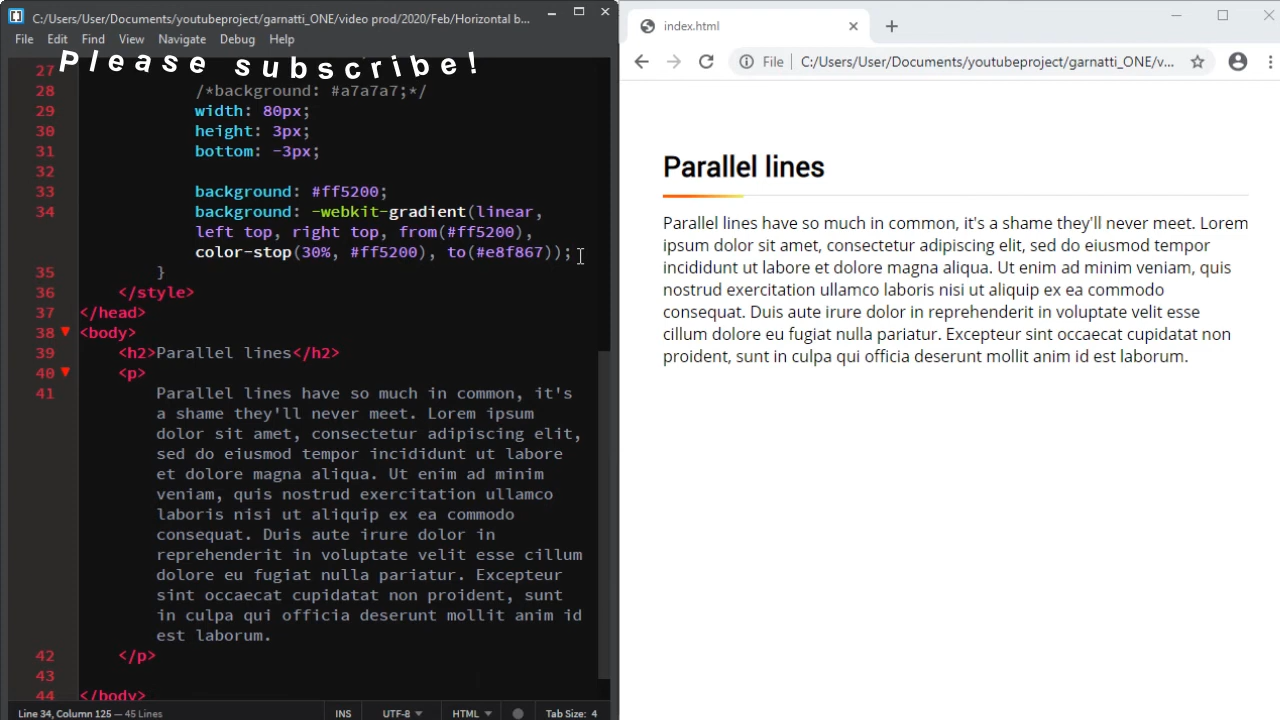 C:/Users/User/Documents/youtubeproject/garnatti_ONE/video prod/2020/Feb/Horizontal b...
File Edit Find View Navigate Debug Help
Please subscribe!
27
28 /*background: #a7a7a7;*/
29 width: 80px;
30 height: 3px;
31 bottom: -3px;
32
33 background: #ff5200;
34 background: -webkit-gradient(linear,
left top, right top, from(#ff5200),
color-stop(30%, #ff5200), to(#e8f867));
35 }
36 </style>
37 </head>
38 <body>
39 <h2>Parallel lines</h2>
40 <p>
41 Parallel lines have so much in common, it's
a shame they'll never meet. Lorem ipsum
dolor sit amet, consectetur adipiscing elit,
sed do eiusmod tempor incididunt ut labore
et dolore magna aliqua. Ut enim ad minim
veniam, quis nostrud exercitation ullamco
laboris nisi ut aliquip ex ea commodo
consequat. Duis aute irure dolor in
reprehenderit in voluptate velit esse cillum
dolore eu fugiat nulla pariatur. Excepteur
sint occaecat cupidatat non proident, sunt
in culpa qui officia deserunt mollit anim id
est laborum.
42 </p>
43
44 </body>
Line 34, Column 125 — 45 Lines INS UTF-8 HTML Tab Size: 4
index.html
File C:/Users/User/Documents/youtubeproject/garnatti_ONE/v...
Parallel lines
Parallel lines have so much in common, it's a shame they'll never meet. Lorem
ipsum dolor sit amet, consectetur adipiscing elit, sed do eiusmod tempor
incididunt ut labore et dolore magna aliqua. Ut enim ad minim veniam, quis
nostrud exercitation ullamco laboris nisi ut aliquip ex ea commodo
consequat. Duis aute irure dolor in reprehenderit in voluptate velit esse
cillum dolore eu fugiat nulla pariatur. Excepteur sint occaecat cupidatat non
proident, sunt in culpa qui officia deserunt mollit anim id est laborum.